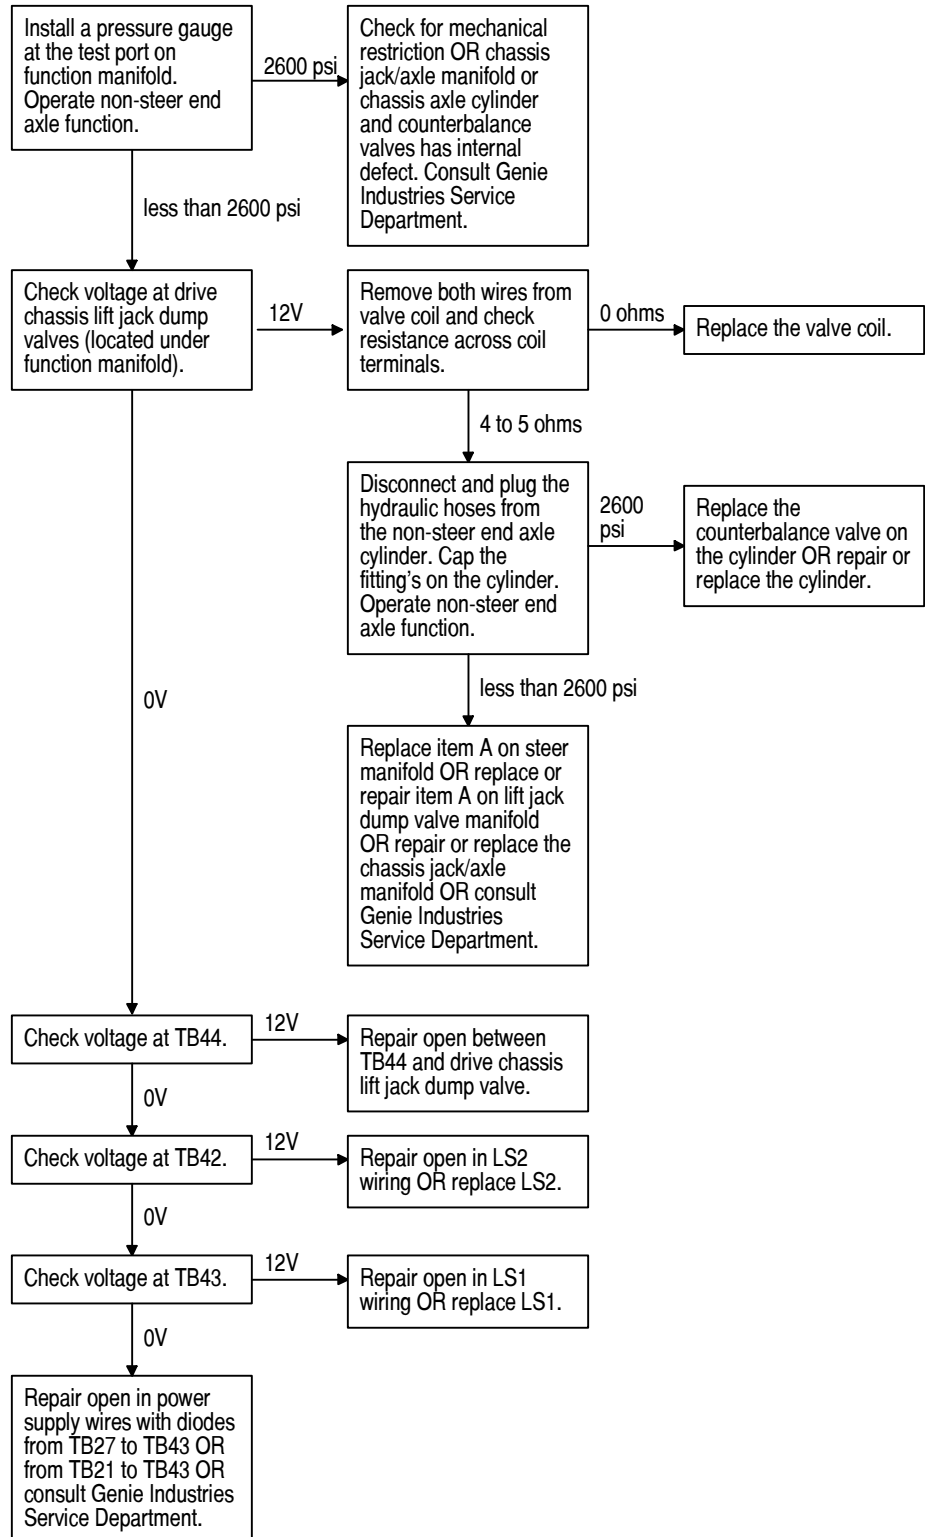 Install a pressure gauge
at the test port on
function manifold.
Operate non-steer end
axle function.
2600 psi
Check for mechanical
restriction OR chassis
jack/axle manifold or
chassis axle cylinder
and counterbalance
valves has internal
defect. Consult Genie
Industries Service
Department.
less than 2600 psi
Check voltage at drive
chassis lift jack dump
valves (located under
function manifold).
12V
Remove both wires from
valve coil and check
resistance across coil
terminals.
0 ohms
Replace the valve coil.
4 to 5 ohms
Disconnect and plug the
hydraulic hoses from
the non-steer end axle
cylinder. Cap the
fitting's on the cylinder.
Operate non-steer end
axle function.
2600
psi
Replace the
counterbalance valve on
the cylinder OR repair or
replace the cylinder.
less than 2600 psi
Replace item A on steer
manifold OR replace or
repair item A on lift jack
dump valve manifold
OR repair or replace the
chassis jack/axle
manifold OR consult
Genie Industries
Service Department.
0V
Check voltage at TB44.
12V
Repair open between
TB44 and drive chassis
lift jack dump valve.
0V
Check voltage at TB42.
12V
Repair open in LS2
wiring OR replace LS2.
0V
Check voltage at TB43.
12V
Repair open in LS1
wiring OR replace LS1.
0V
Repair open in power
supply wires with diodes
from TB27 to TB43 OR
from TB21 to TB43 OR
consult Genie Industries
Service Department.